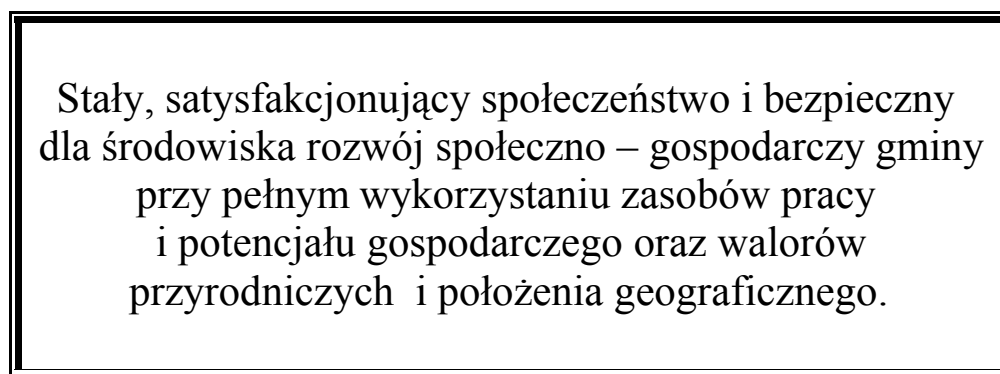 Stały, satysfakcjonujący społeczeństwo i bezpieczny
dla środowiska rozwój społeczno – gospodarczy gminy
przy pełnym wykorzystaniu zasobów pracy
i potencjału gospodarczego oraz walorów
przyrodniczych i położenia geograficznego.